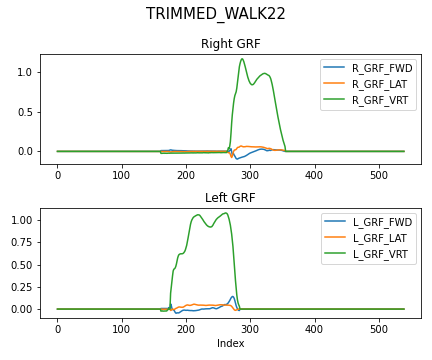 TRIMMED_WALK22
Right GRF
R_GRF_FWD
R_GRF_LAT
R_GRF_VRT
1.0
0.5
0.0
0 100 200 300 400 500
Left GRF
L_GRF_FWD
L_GRF_LAT
L_GRF_VRT
1.00
0.75
0.50
0.25
0.00
0 100 200 300 400 500
Index